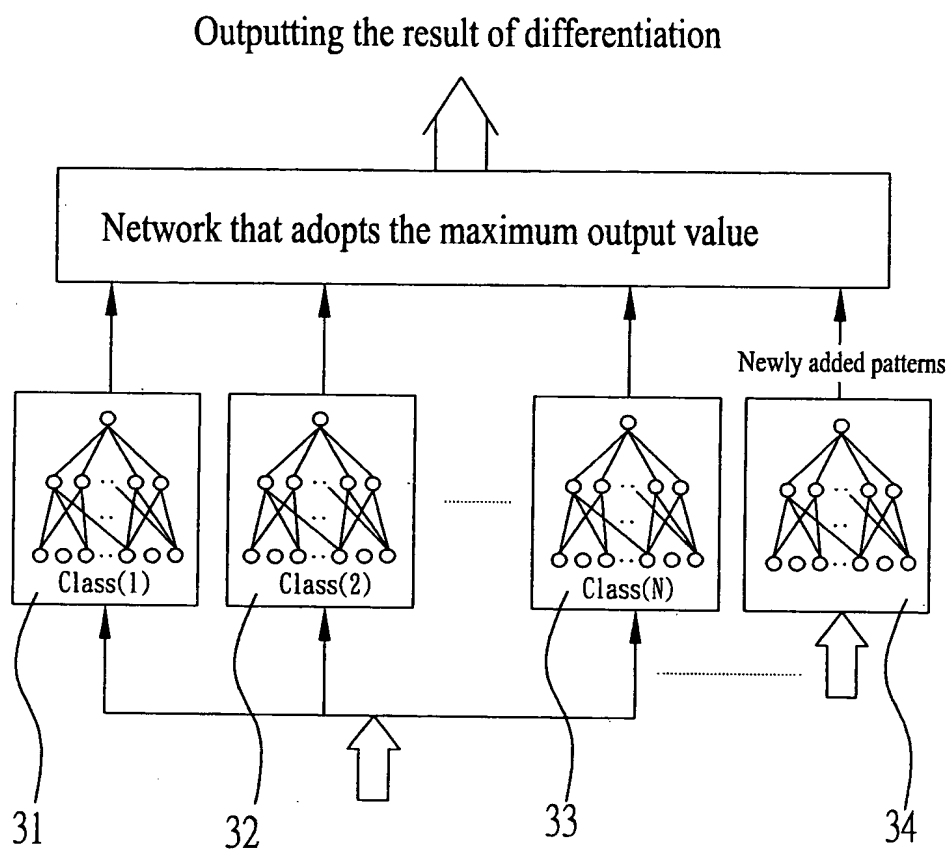 Outputting the result of differentiation
Network that adopts the maximum output value
Newly added patterns
Class(1)
Class(2)
Class(N)
31
32
33
34